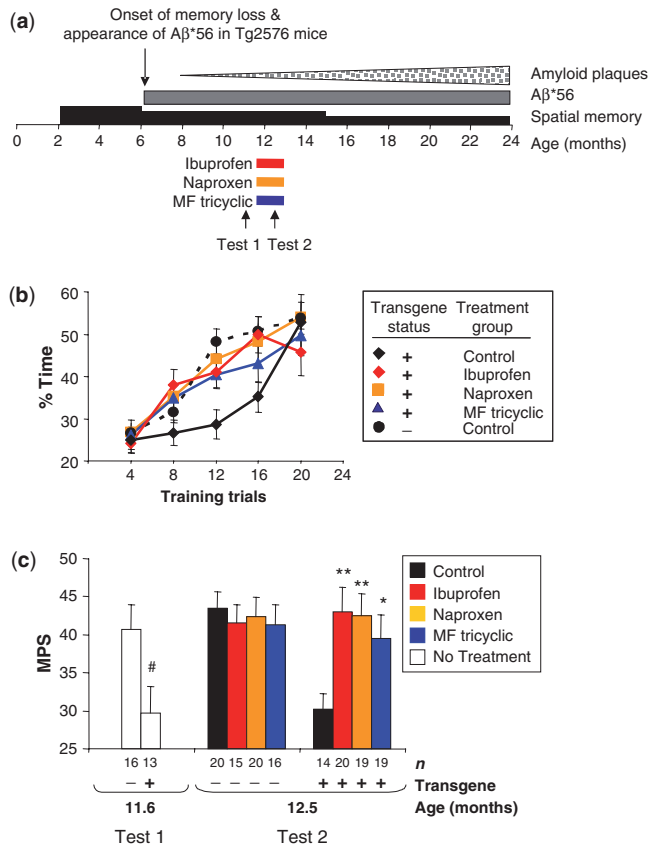 (a)
Onset of memory loss &
appearance of Aβ*56 in Tg2576 mice
Amyloid plaques
Aβ*56
Spatial memory
0 2 4 6 8 10 12 14 16 18 20 22 24 Age (months)
Ibuprofen
Naproxen
MF tricyclic
Test 1 Test 2
(b)
60
50
40
30
20
% Time
4 8 12 16 20 24
Training trials
Transgene Treatment
status group
+ Control
+ Ibuprofen
+ Naproxen
+ MF tricyclic
– Control
(c)
50
45
40
35
30
25
MPS
#
** ** *
Control
Ibuprofen
Naproxen
MF tricyclic
No Treatment
16 13 20 15 20 16 14 20 19 19 n
– + – – – – + + + + Transgene
11.6 12.5 Age (months)
Test 1 Test 2